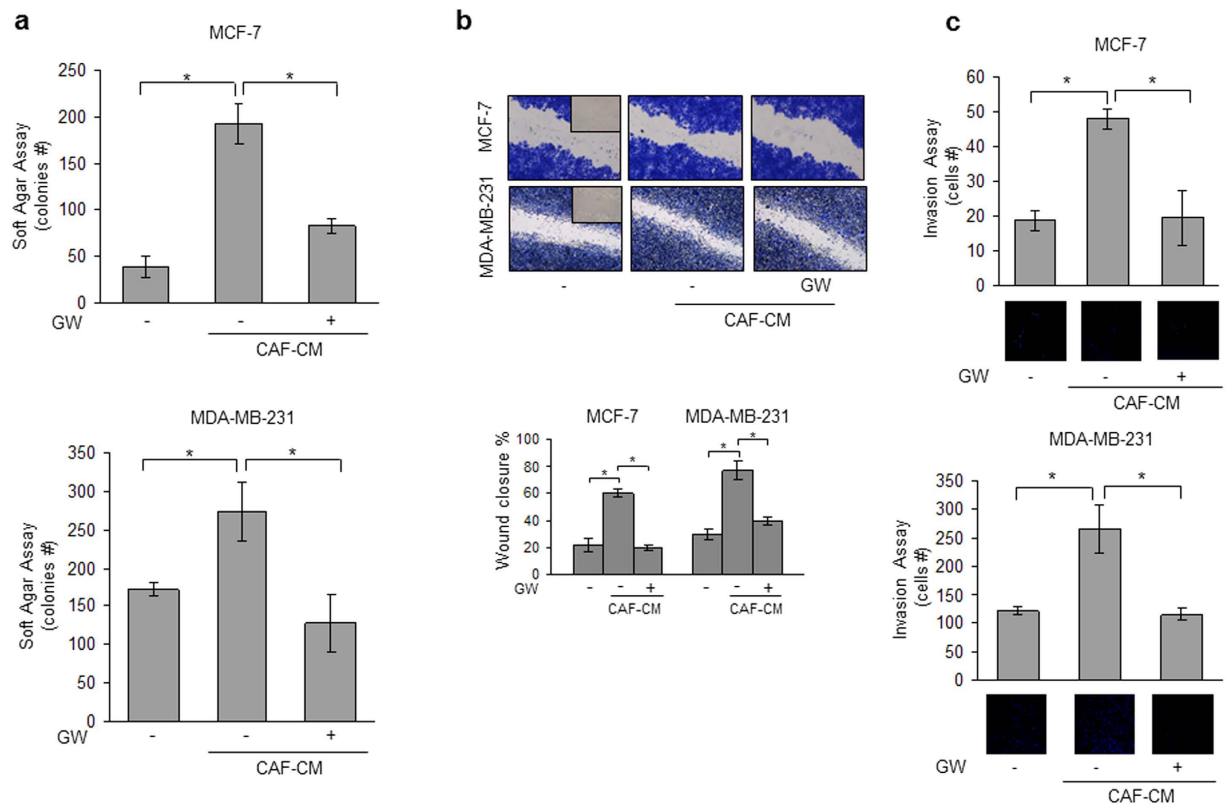 a
MCF-7
Soft Agar Assay
(colonies #)
250
200
150
100
50
0
* *
GW - - +
CAF-CM
MDA-MB-231
Soft Agar Assay
(colonies #)
350
300
250
200
150
100
50
0
* *
GW - - +
CAF-CM
b
MCF-7
MDA-MB-231
- - GW
CAF-CM
MCF-7 MDA-MB-231
Wound closure %
100
80
60
40
20
0
* * * *
GW - - + - - +
CAF-CM CAF-CM
c
MCF-7
Invasion Assay
(cells #)
60
50
40
30
20
10
0
* *
GW - - +
CAF-CM
MDA-MB-231
Invasion Assay
(cells #)
350
300
250
200
150
100
50
0
* *
GW - - +
CAF-CM